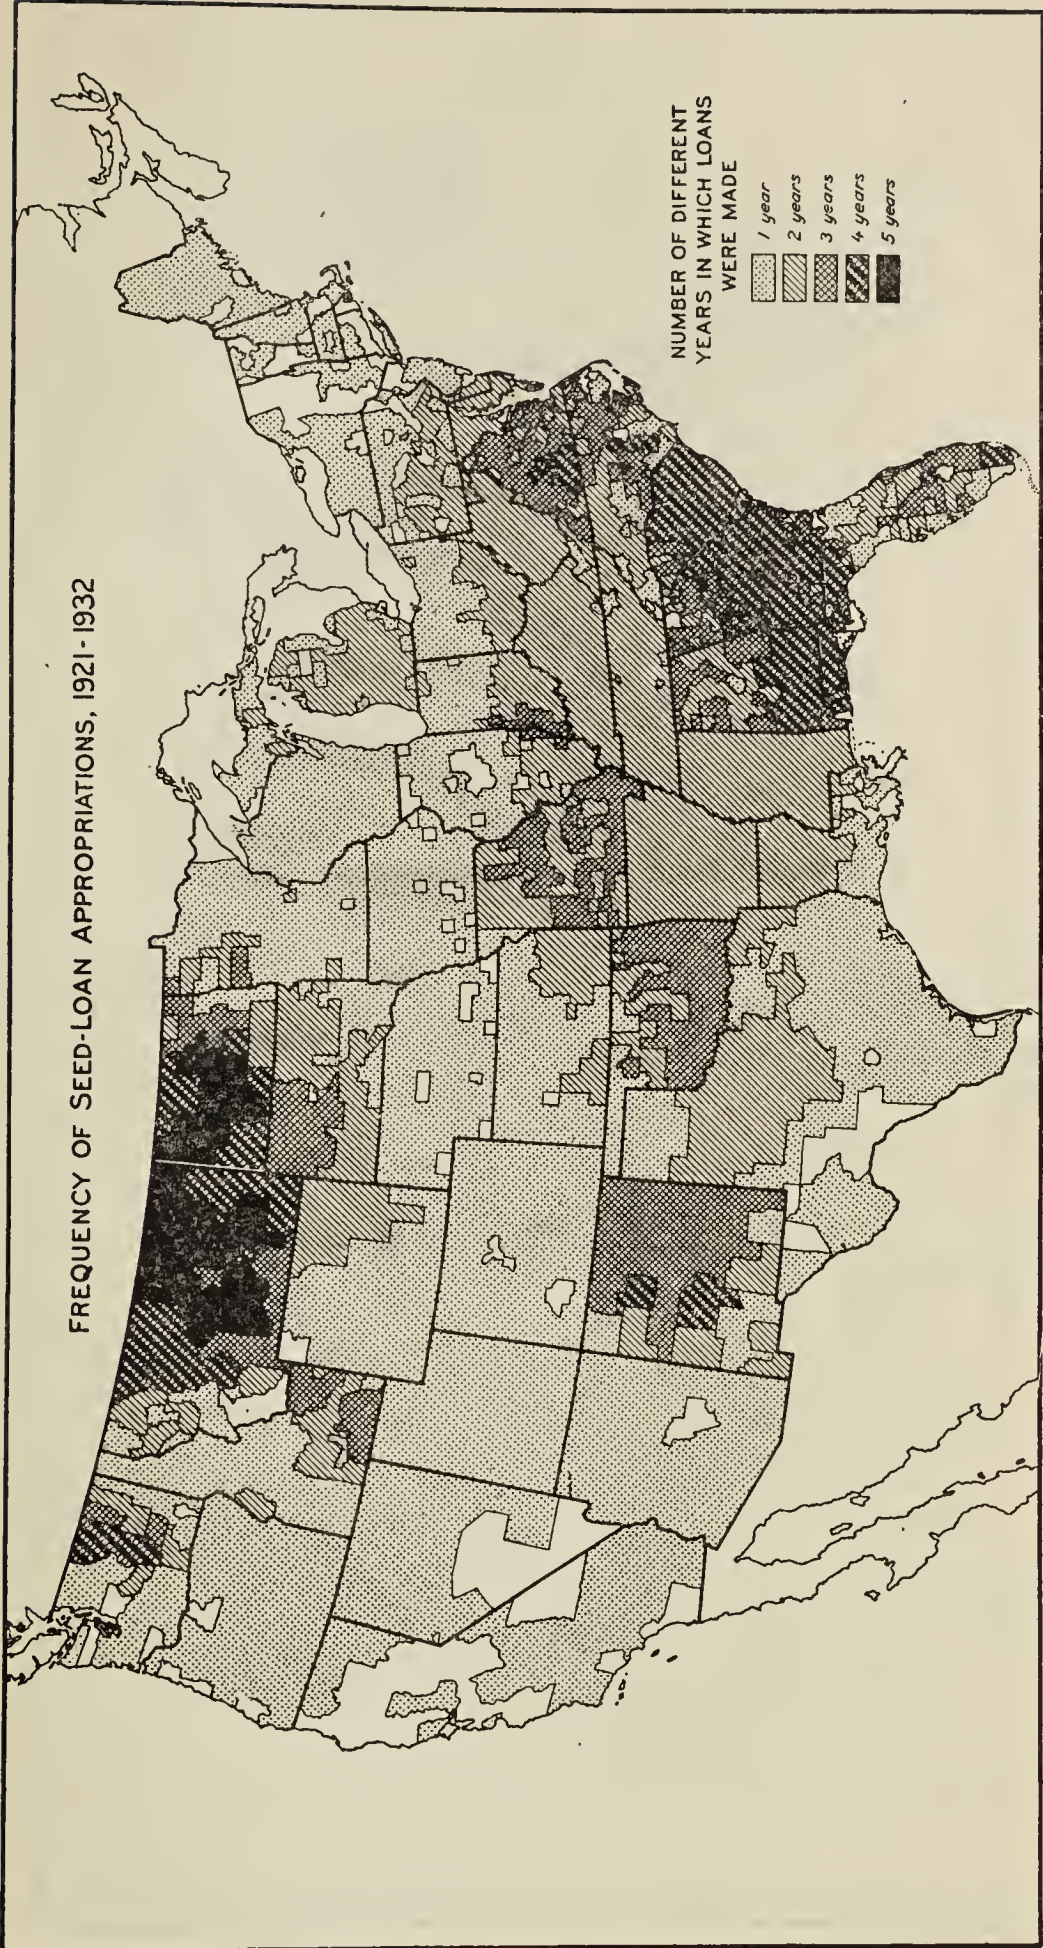 FREQUENCY OF SEED-LOAN APPROPRIATIONS, 1921-1932
NUMBER OF DIFFERENT
YEARS IN WHICH LOANS
WERE MADE
1 year
2 years
3 years
4 years
5 years